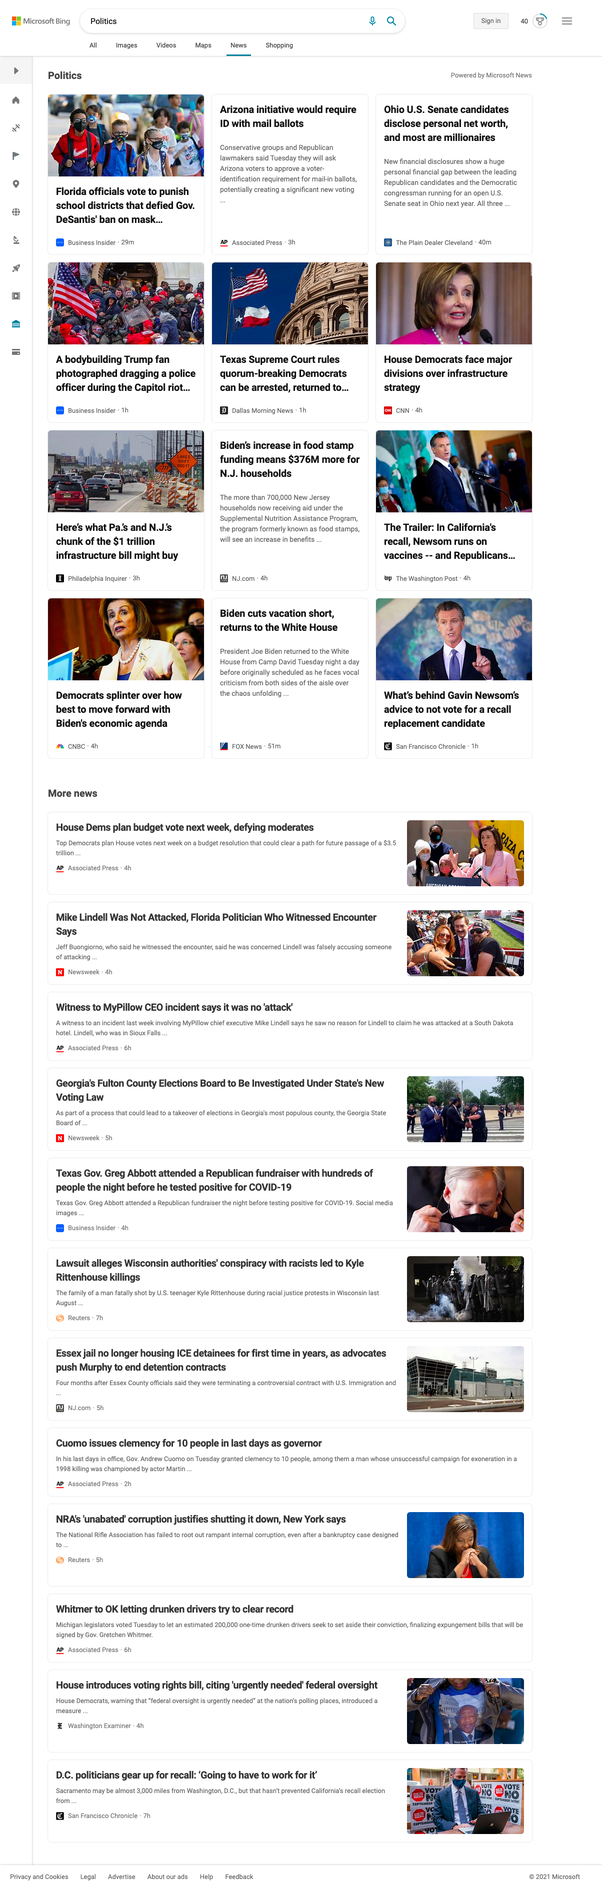 Microsoft Bing
Politics
Sign in
40
All
Images
Videos
Maps
News
Shopping
Politics
Powered by Microsoft News
Florida officials vote to punish
school districts that defied Gov.
DeSantis' ban on mask...
Business Insider · 29m
Arizona initiative would require
ID with mail ballots
Conservative groups and Republican
lawmakers said Tuesday they will ask
Arizona voters to approve a voter-
identification requirement for mail-in ballots,
potentially creating a significant new voting
...
AP Associated Press · 3h
Ohio U.S. Senate candidates
disclose personal net worth,
and most are millionaires
New financial disclosures show a huge
personal financial gap between the leading
Republican candidates and the Democratic
congressman running for an open U.S.
Senate seat in Ohio next year. All three ...
The Plain Dealer Cleveland · 40m
A bodybuilding Trump fan
photographed dragging a police
officer during the Capitol riot...
Business Insider · 1h
Texas Supreme Court rules
quorum-breaking Democrats
can be arrested, returned to...
Dallas Morning News · 1h
House Democrats face major
divisions over infrastructure
strategy
CNN · 4h
Here's what Pa.'s and N.J.'s
chunk of the $1 trillion
infrastructure bill might buy
Philadelphia Inquirer · 3h
Biden's increase in food stamp
funding means $376M more for
N.J. households
The more than 700,000 New Jersey
households now receiving aid under the
Supplemental Nutrition Assistance Program,
the program formerly known as food stamps,
will see an increase in benefits ...
NJ.com · 4h
The Trailer: In California's
recall, Newsom runs on
vaccines -- and Republicans...
wp The Washington Post · 4h
Democrats splinter over how
best to move forward with
Biden's economic agenda
CNBC · 4h
Biden cuts vacation short,
returns to the White House
President Joe Biden returned to the White
House from Camp David Tuesday night a day
before originally scheduled as he faces vocal
criticism from both sides of the aisle over
the chaos unfolding ...
FOX News · 51m
What's behind Gavin Newsom's
advice to not vote for a recall
replacement candidate
San Francisco Chronicle · 1h
More news
House Dems plan budget vote next week, defying moderates
Top Democrats plan House votes next week on a budget resolution that could clear a path for future passage of a $3.5
trillion ...
AP Associated Press · 4h
Mike Lindell Was Not Attacked, Florida Politician Who Witnessed Encounter
Says
Jeff Buongiorno, who said he witnessed the encounter, said he was concerned Lindell was falsely accusing someone
of attacking ...
N Newsweek · 4h
Witness to MyPillow CEO incident says it was no 'attack'
A witness to an incident last week involving MyPillow chief executive Mike Lindell says he saw no reason for Lindell to claim he was attacked at a South Dakota
hotel. Lindell, who was in Sioux Falls ...
AP Associated Press · 6h
Georgia's Fulton County Elections Board to Be Investigated Under State's New
Voting Law
As part of a process that could lead to a takeover of elections in Georgia's most populous county, the Georgia State
Board of ...
N Newsweek · 5h
Texas Gov. Greg Abbott attended a Republican fundraiser with hundreds of
people the night before he tested positive for COVID-19
Texas Gov. Greg Abbott attended a Republican fundraiser the night before testing positive for COVID-19. Social media
images ...
Business Insider · 4h
Lawsuit alleges Wisconsin authorities' conspiracy with racists led to Kyle
Rittenhouse killings
The family of a man fatally shot by U.S. teenager Kyle Rittenhouse during racial justice protests in Wisconsin last
August ...
Reuters · 7h
Essex jail no longer housing ICE detainees for first time in years, as advocates
push Murphy to end detention contracts
Four months after Essex County officials said they were terminating a controversial contract with U.S. Immigration and
...
NJ.com · 5h
Cuomo issues clemency for 10 people in last days as governor
In his last days in office, Gov. Andrew Cuomo on Tuesday granted clemency to 10 people, among them a man whose unsuccessful campaign for exoneration in a
1998 killing was championed by actor Martin ...
AP Associated Press · 2h
NRA's 'unabated' corruption justifies shutting it down, New York says
The National Rifle Association has failed to root out rampant internal corruption, even after a bankruptcy case designed
to ...
Reuters · 5h
Whitmer to OK letting drunken drivers try to clear record
Michigan legislators voted Tuesday to let an estimated 200,000 one-time drunken drivers seek to set aside their conviction, finalizing expungement bills that will be
signed by Gov. Gretchen Whitmer.
AP Associated Press · 6h
House introduces voting rights bill, citing 'urgently needed' federal oversight
House Democrats, warning that "federal oversight is urgently needed" at the nation's polling places, introduced a
measure ...
Washington Examiner · 4h
D.C. politicians gear up for recall: 'Going to have to work for it'
Sacramento may be almost 3,000 miles from Washington, D.C., but that hasn't prevented California's recall election
from ...
San Francisco Chronicle · 7h
VOTE
NO
Privacy and Cookies
Legal
Advertise
About our ads
Help
Feedback
© 2021 Microsoft